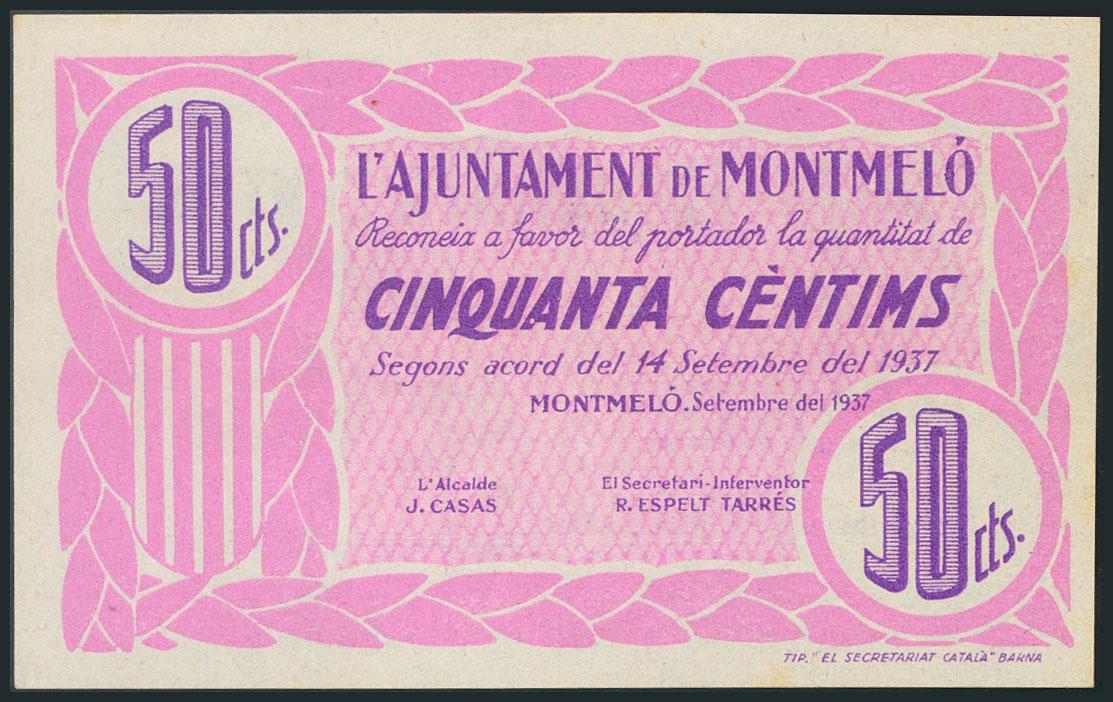 50 cts.
L'AJUNTAMENT DE MONTMELÓ
Reconeix a favor del portador la quantitat de
CINQUANTA CÈNTIMS
Segons acord del 14 Setembre del 1937
MONTMELÓ. Setembre del 1937
L'Alcalde
J. CASAS
El Secretari-Interventor
R. ESPELT TARRÉS
50 cts.
TIP. "EL SECRETARIAT CATALÀ" BARNA